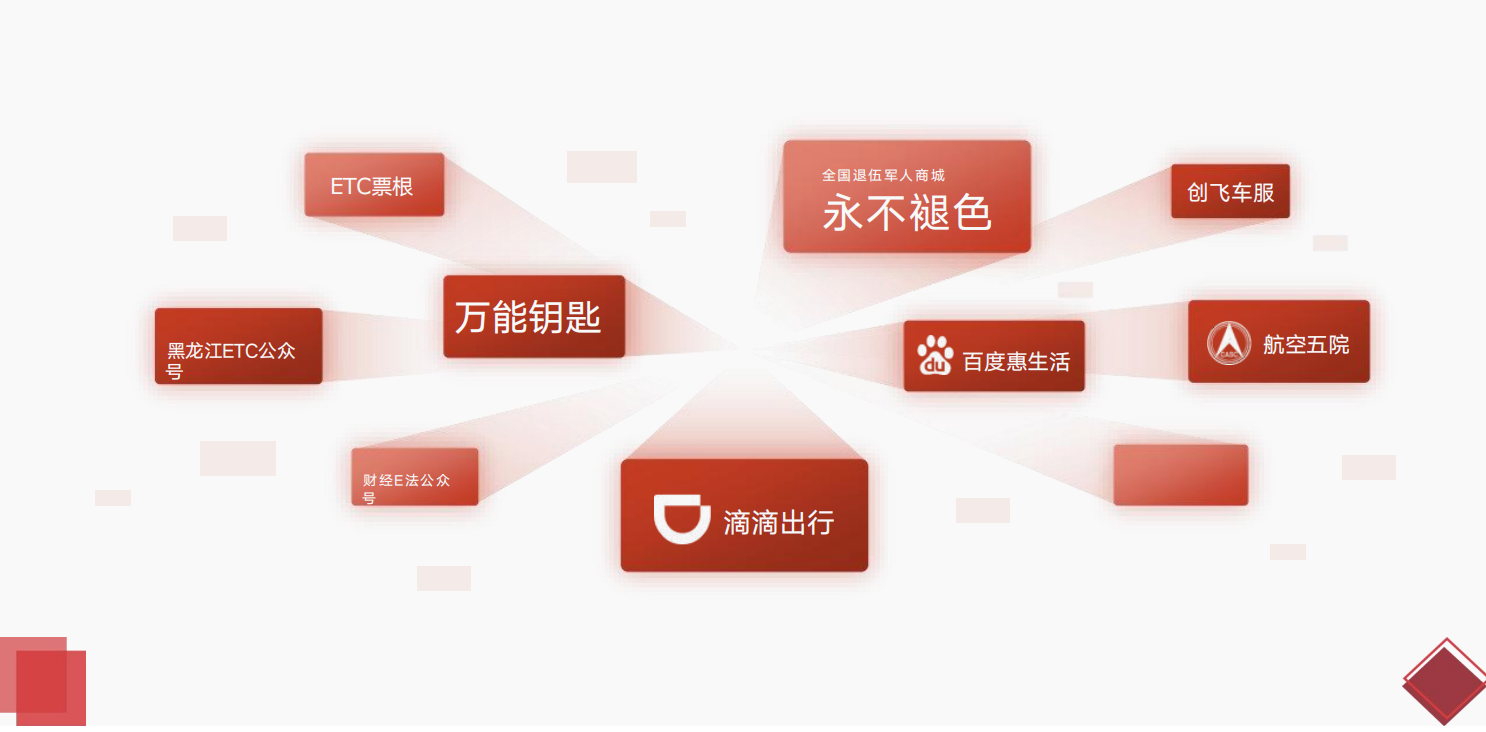 ETC票根
全国退伍军人商城
永不褪色
创飞车服
万能钥匙
黑龙江ETC公众
号
du
百度惠生活
CASC
航空五院
财经E法公众
号
滴滴出行